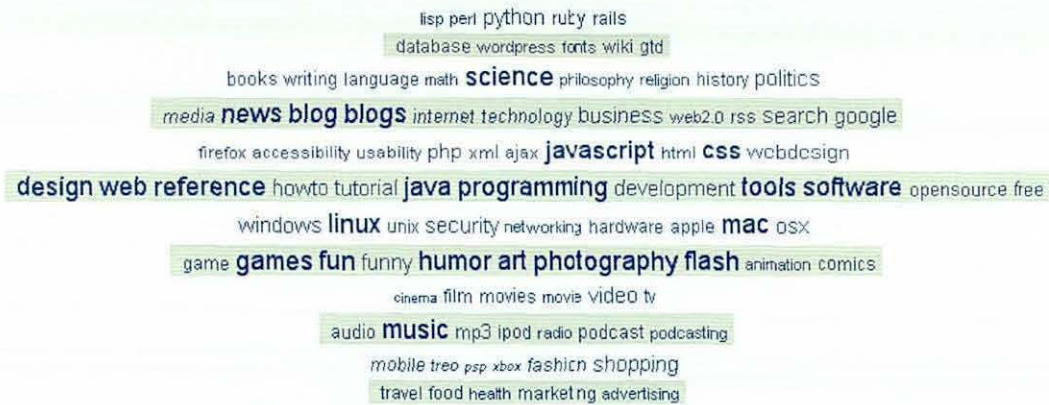 lisp perl python ruby rails
database wordpress fonts wiki gtd
books writing language math science philosophy religion history politics
media news blog blogs internet technology business web2.0 rss search google
firefox accessibility usability php xml ajax javascript html css webdesign
design web reference howto tutorial java programming development tools software opensource free
windows linux unix security networking hardware apple mac osx
game games fun funny humor art photography flash animation comics
cinema film movies movie video tv
audio music mp3 ipod radio podcast podcasting
mobile treo psp xbox fashion shopping
travel food health marketing advertising